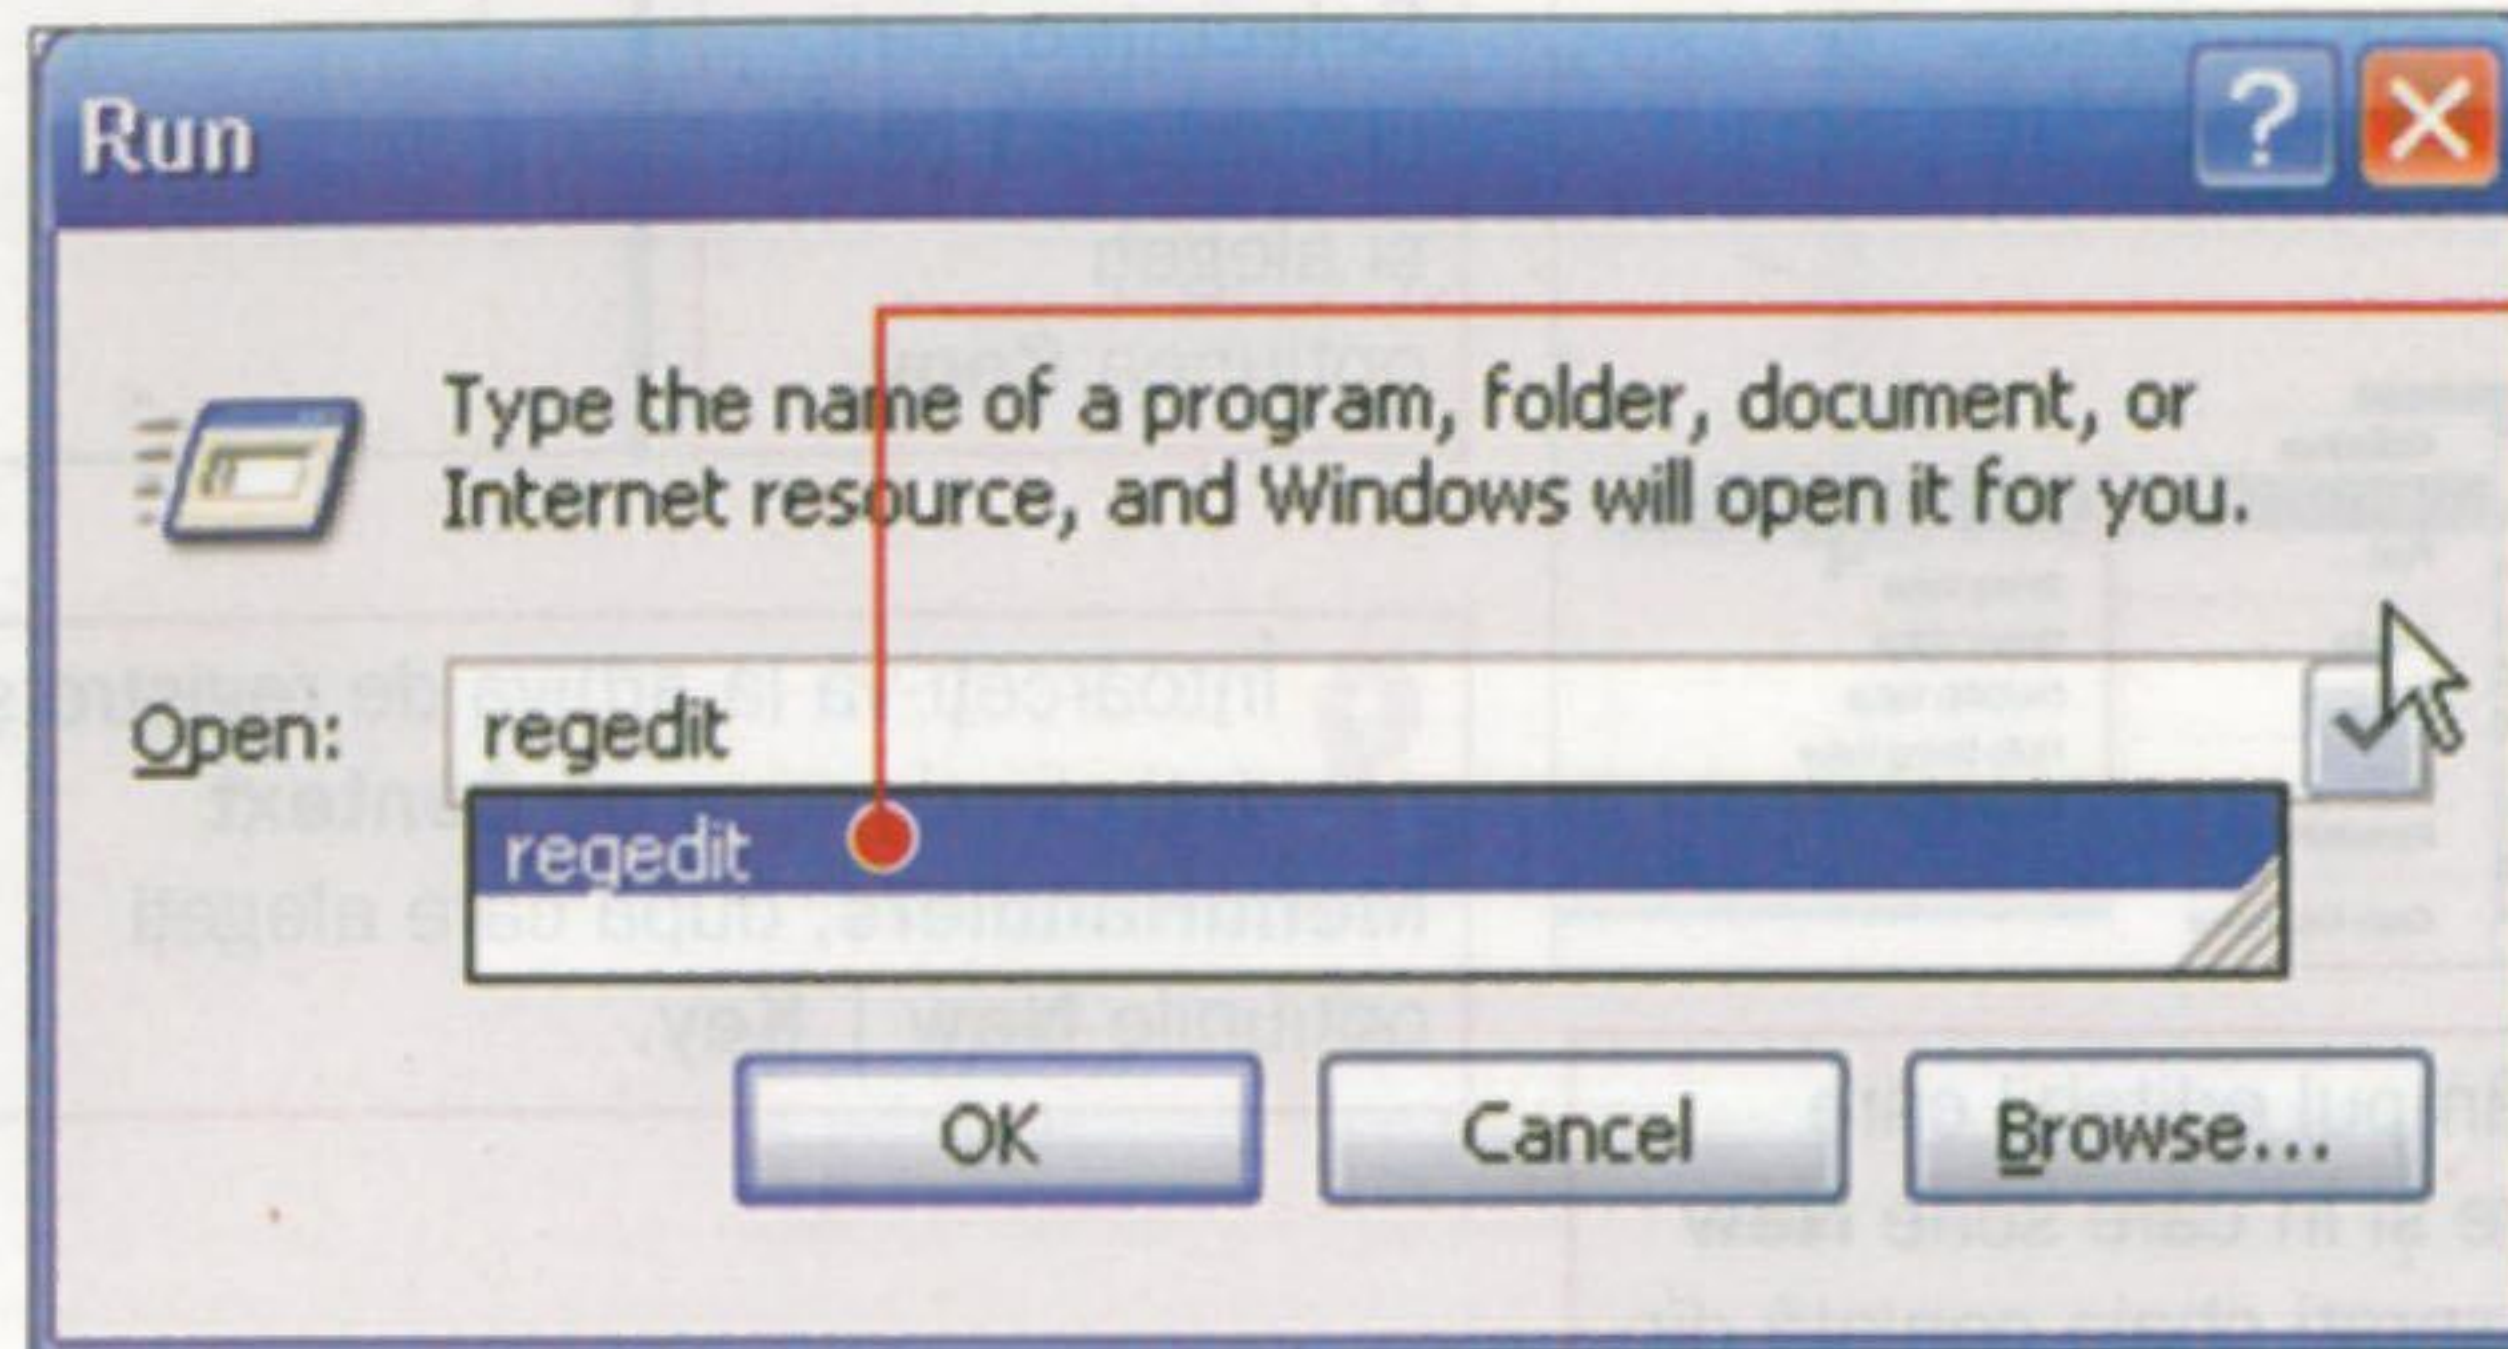 Run
Type the name of a program, folder, document, or
Internet resource, and Windows will open it for you.
Open: regedit
regedit
OK Cancel Browse...